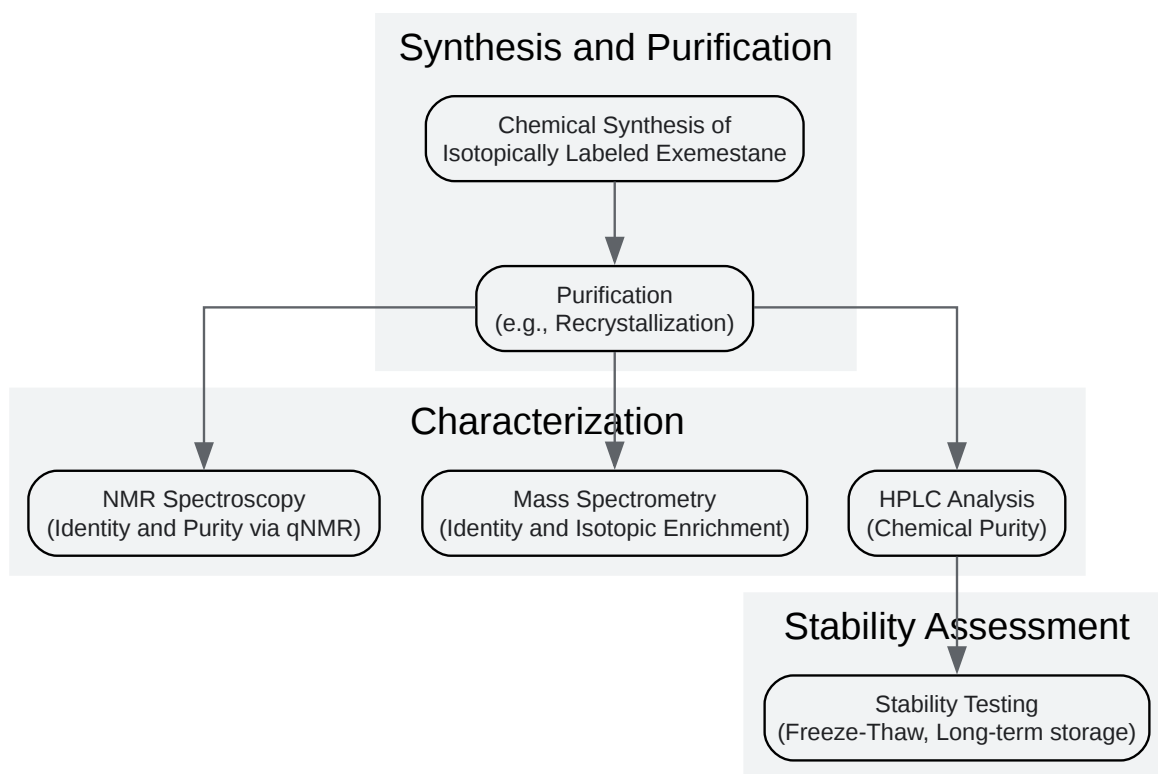 Synthesis and Purification
Chemical Synthesis of
Isotopically Labeled Exemestane
Purification
(e.g., Recrystallization)
Characterization
NMR Spectroscopy
(Identity and Purity via qNMR)
Mass Spectrometry
(Identity and Isotopic Enrichment)
HPLC Analysis
(Chemical Purity)
Stability Assessment
Stability Testing
(Freeze-Thaw, Long-term storage)